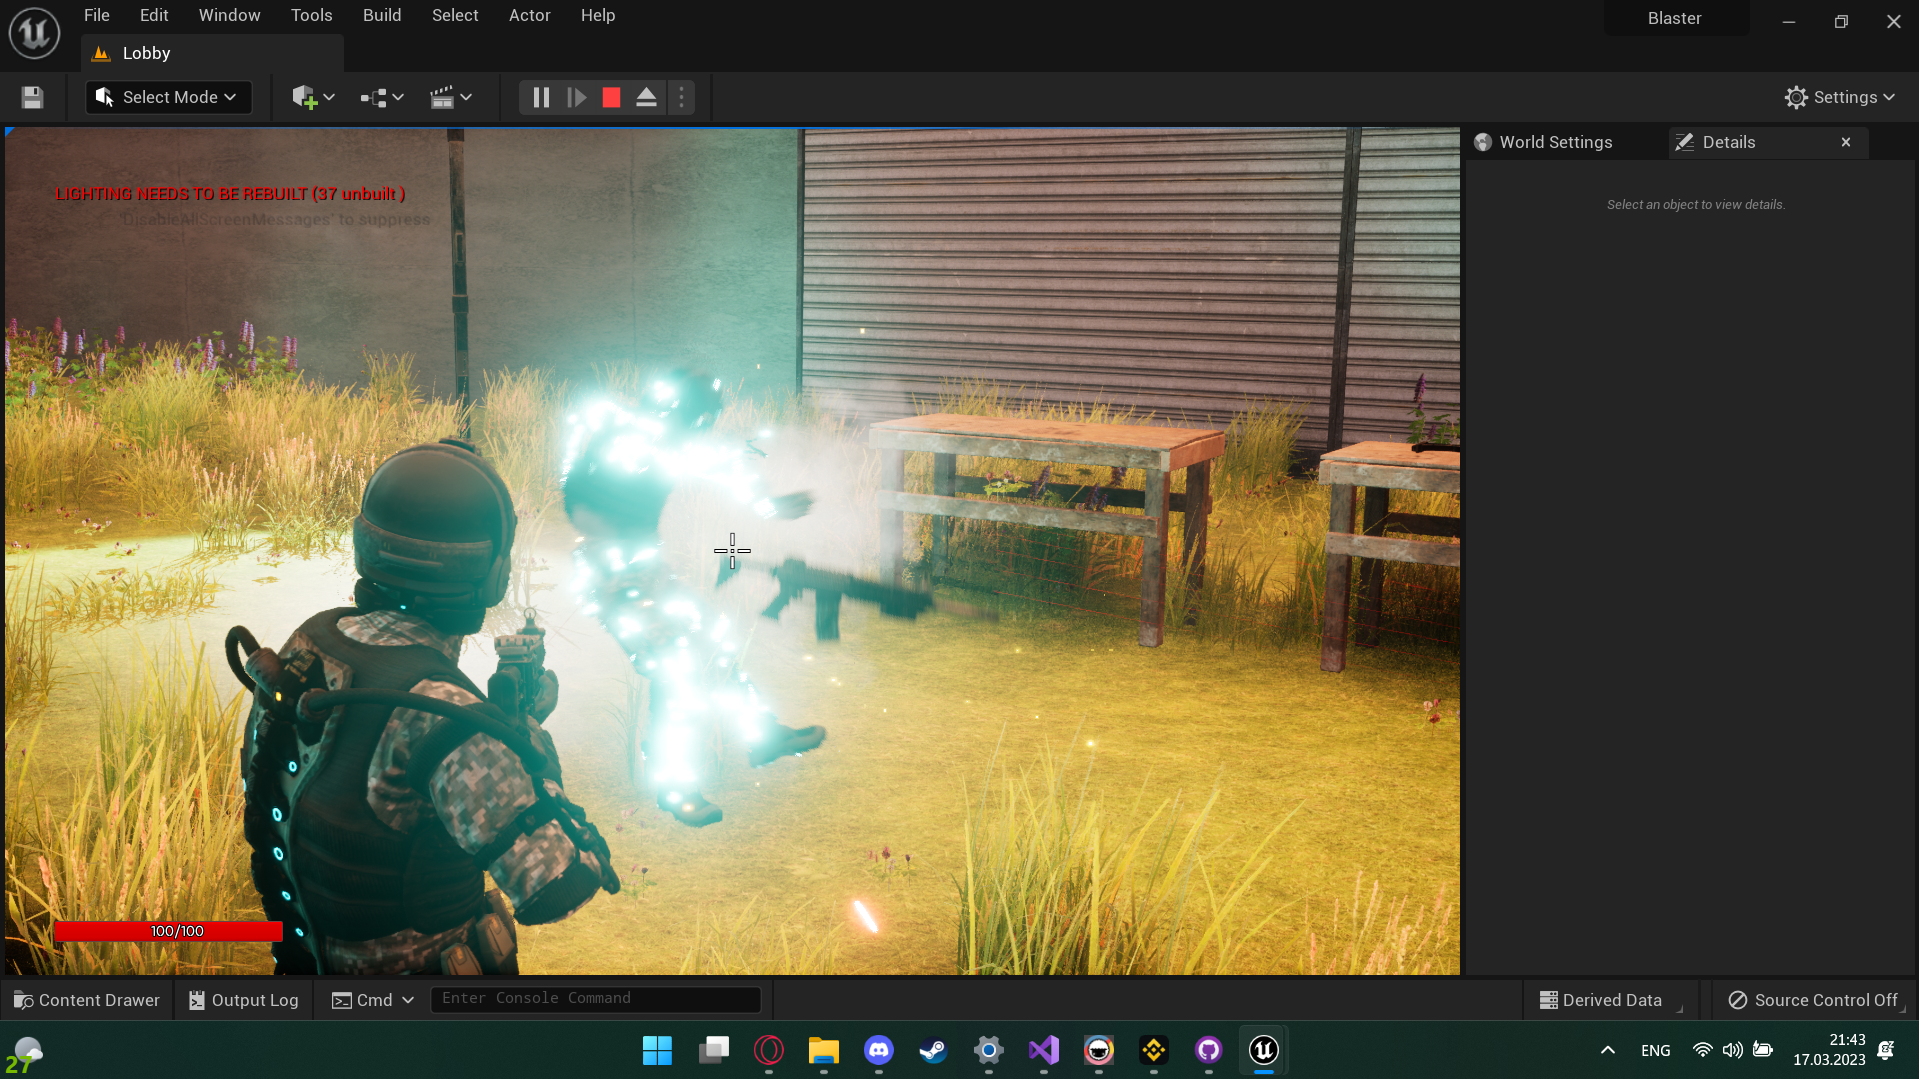 File Edit Window Tools Build Select Actor Help
Blaster
Lobby
Select Mode
Settings
World Settings
Details
LIGHTING NEEDS TO BE REBUILT (37 unbuilt )
'DisableAllScreenMessages' to suppress
Select an object to view details.
100/100
Content Drawer
Output Log
Cmd
Enter Console Command
Derived Data
Source Control Off
27
ENG
21:43
17.03.2023